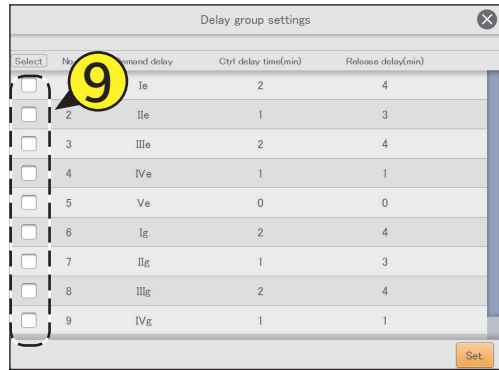 Delay group settings
Select No. emand delay Ctrl delay time(min) Release delay(min)
9
Ie 2 4
2 IIe 1 3
3 IIIe 2 4
4 IVe 1 1
5 Ve 0 0
6 Ig 2 4
7 IIg 1 3
8 IIIg 2 4
9 IVg 1 1
Set.